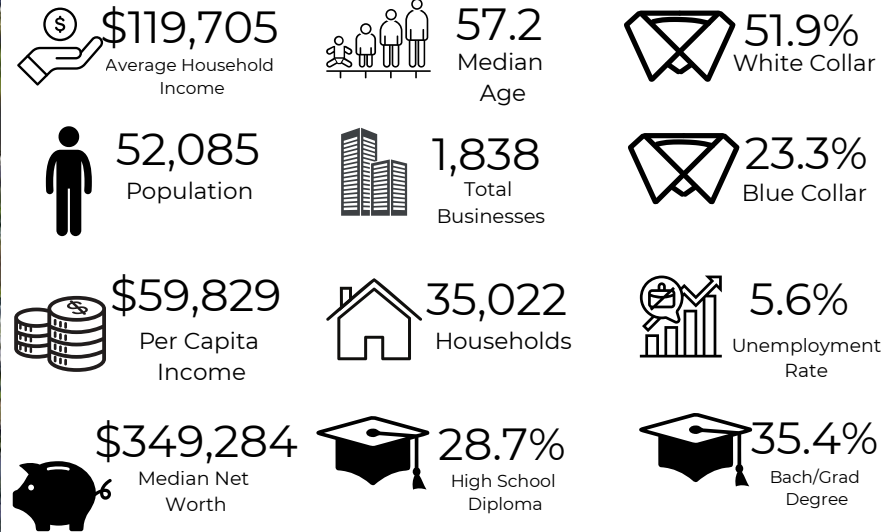 $119,705
Average Household
Income
57.2
Median
Age
51.9%
White Collar
52,085
Population
1,838
Total
Businesses
23.3%
Blue Collar
$59,829
Per Capita
Income
35,022
Households
5.6%
Unemployment
Rate
$349,284
Median Net
Worth
28.7%
High School
Diploma
35.4%
Bach/Grad
Degree